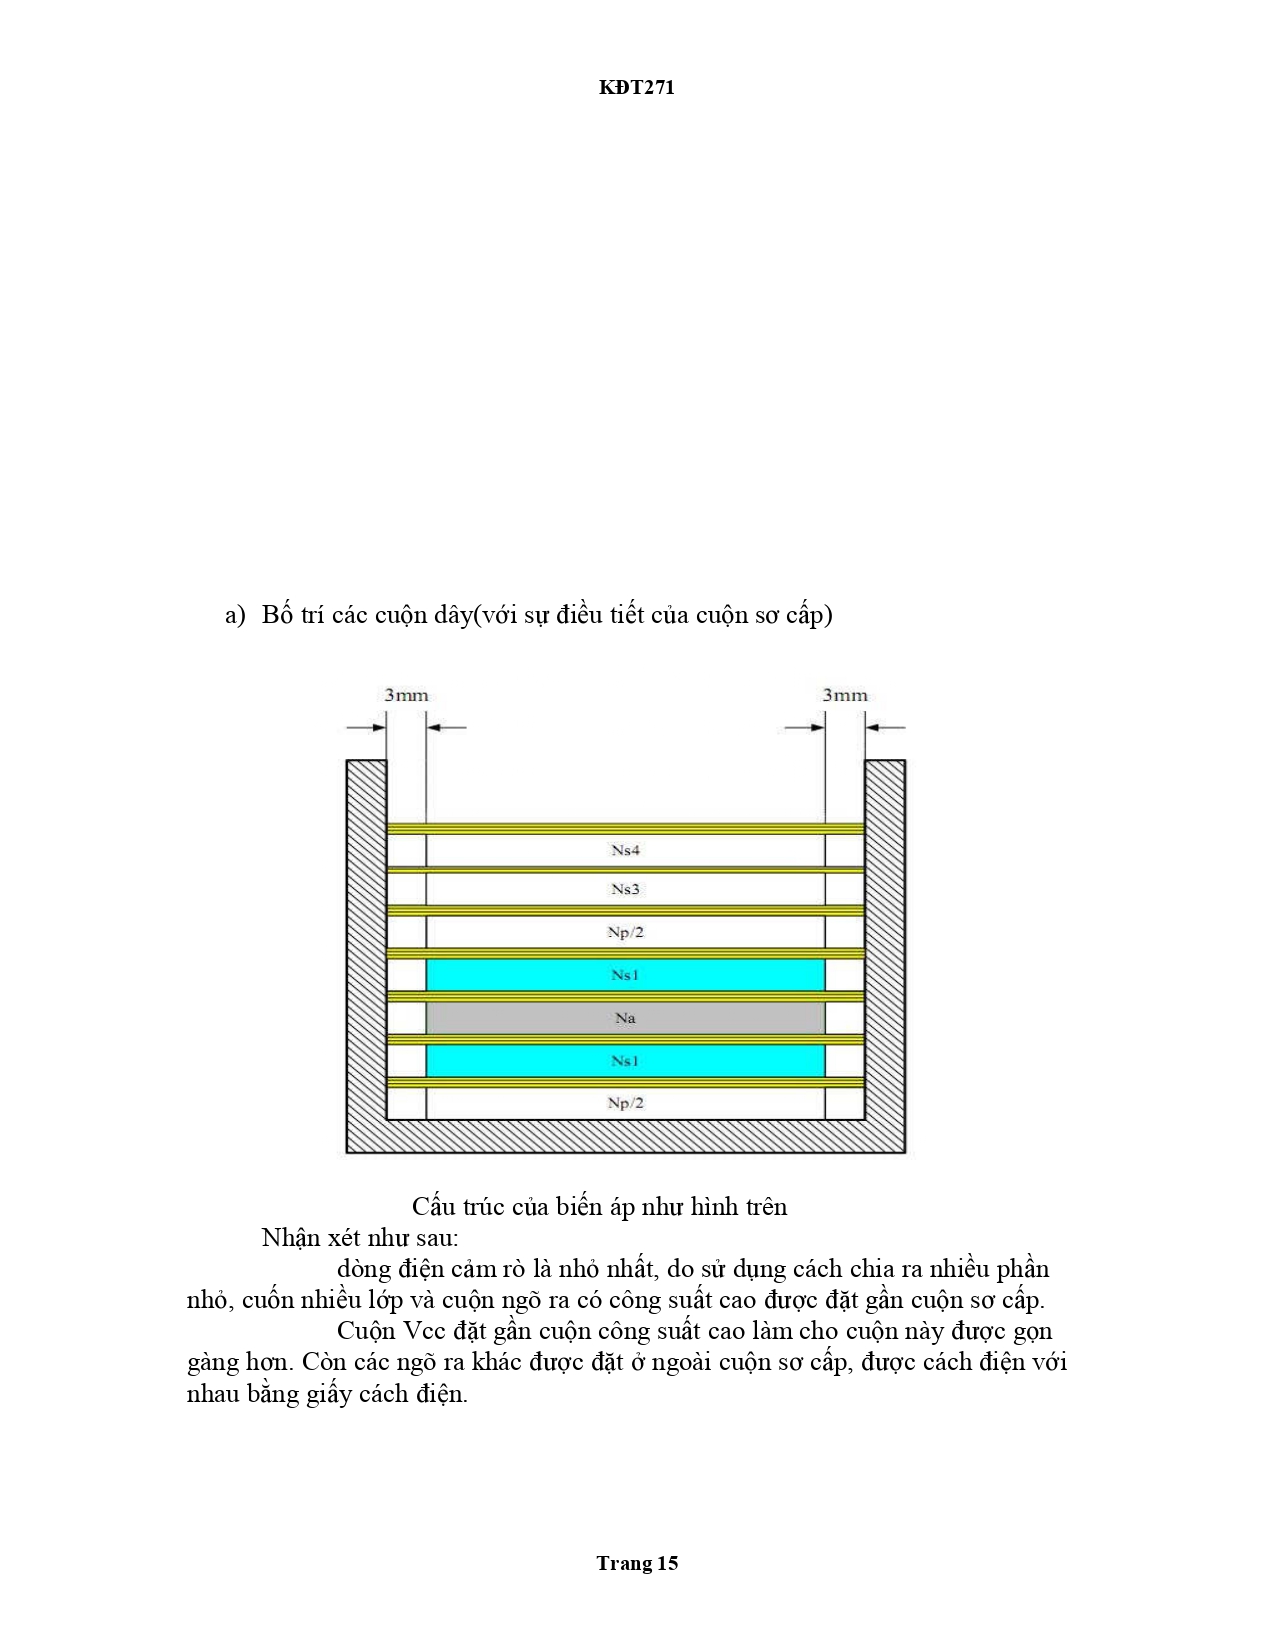 KĐT271
a) Bố trí các cuộn dây(với sự điều tiết của cuộn sơ cấp)
3mm 3mm
Ns4
Ns3
Np/2
Ns1
Na
Ns1
Np/2
Cấu trúc của biến áp như hình trên
Nhận xét như sau:
dòng điện cảm rò là nhỏ nhất, do sử dụng cách chia ra nhiều phần
nhỏ, cuốn nhiều lớp và cuộn ngõ ra có công suất cao được đặt gần cuộn sơ cấp.
Cuộn Vcc đặt gần cuộn công suất cao làm cho cuộn này được gọn
gàng hơn. Còn các ngõ ra khác được đặt ở ngoài cuộn sơ cấp, được cách điện với
nhau bằng giấy cách điện.
Trang 15